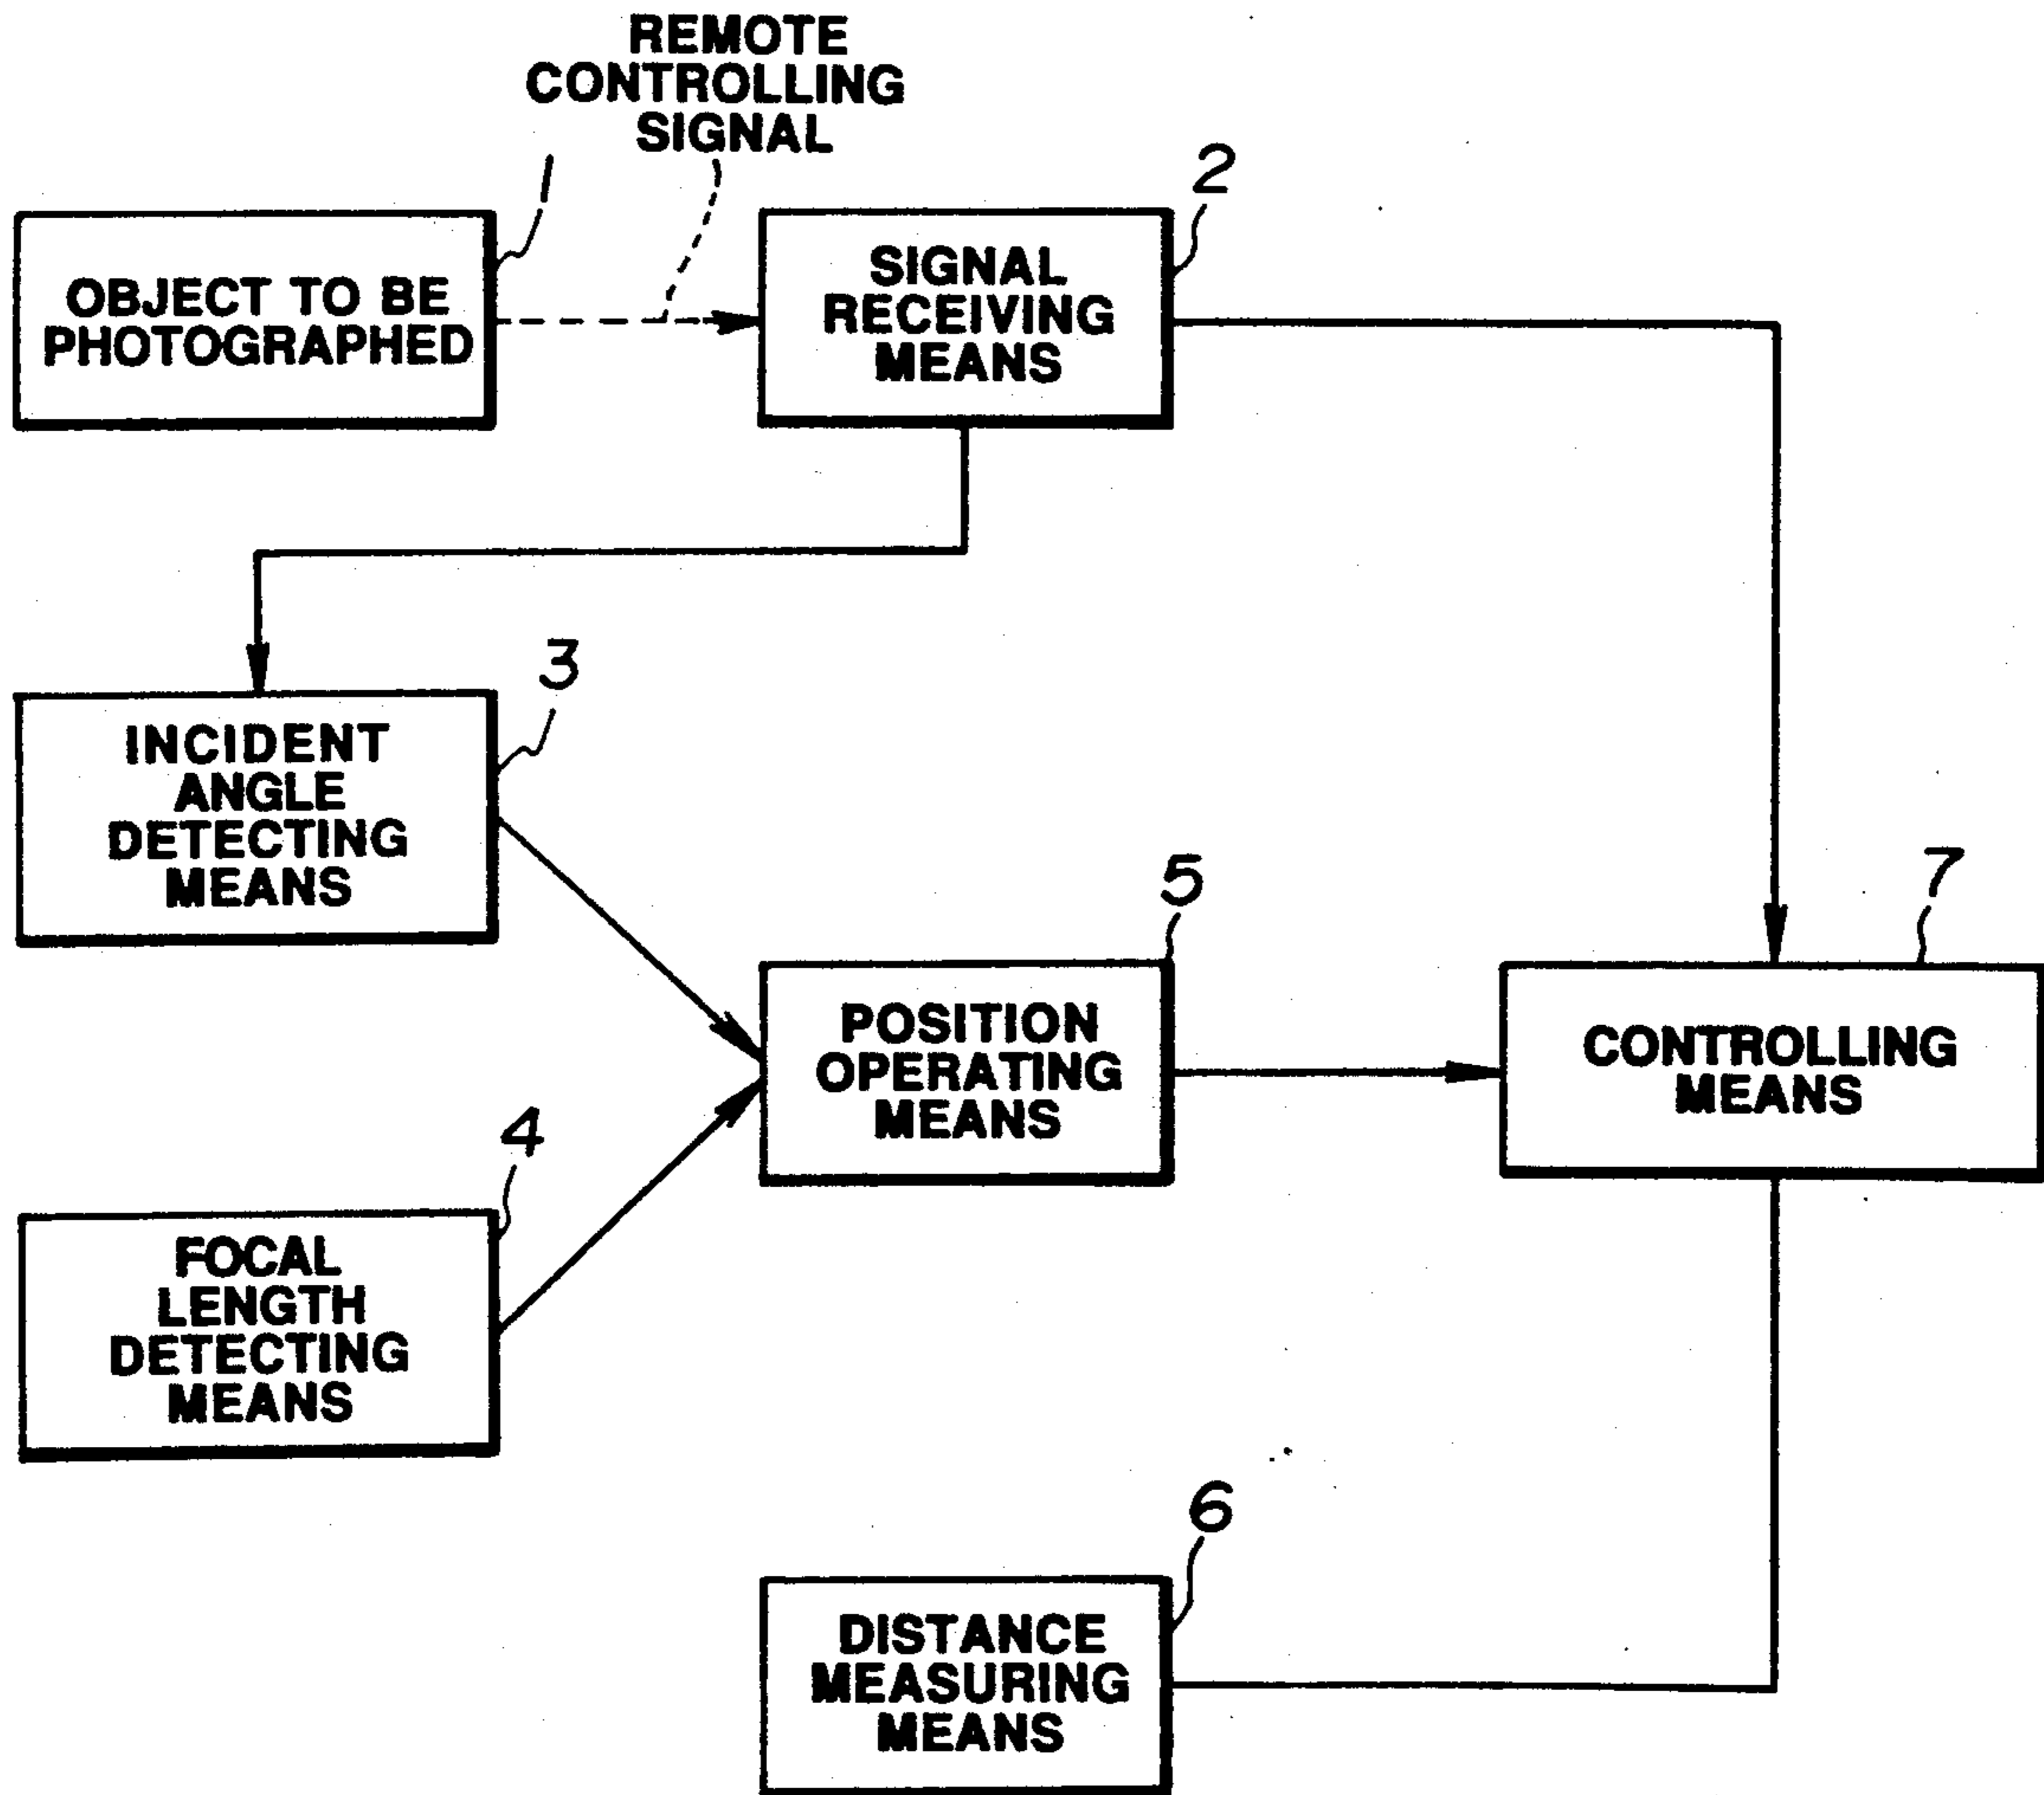 REMOTE
CONTROLLING
SIGNAL
1
2
OBJECT TO BE
PHOTOGRAPHED
SIGNAL
RECEIVING
MEANS
3
INCIDENT
ANGLE
DETECTING
MEANS
5
7
POSITION
OPERATING
MEANS
CONTROLLING
MEANS
4
FOCAL
LENGTH
DETECTING
MEANS
6
DISTANCE
MEASURING
MEANS